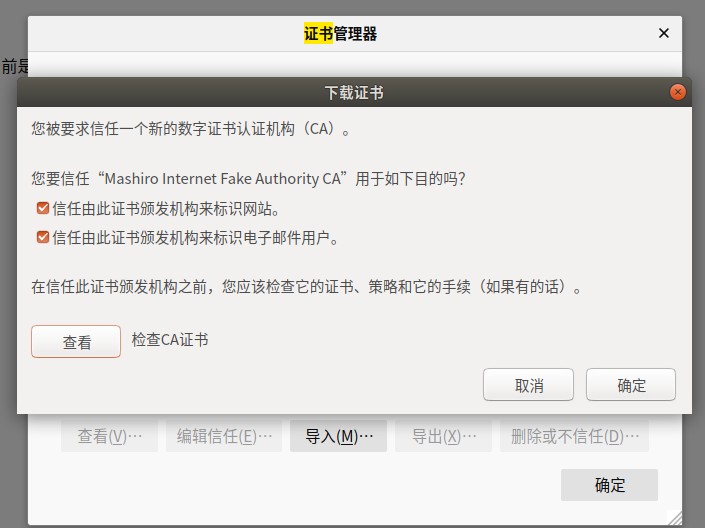 证书管理器
前是
下载证书
您被要求信任一个新的数字证书认证机构（CA）。
您要信任“Mashiro Internet Fake Authority CA”用于如下目的吗？
信任由此证书颁发机构来标识网站。
信任由此证书颁发机构来标识电子邮件用户。
在信任此证书颁发机构之前，您应该检查它的证书、策略和它的手续（如果有的话）。
查看 检查CA证书
取消 确定
查看(V)… 编辑信任(E)… 导入(M)… 导出(X)… 删除或不信任(D)…
确定